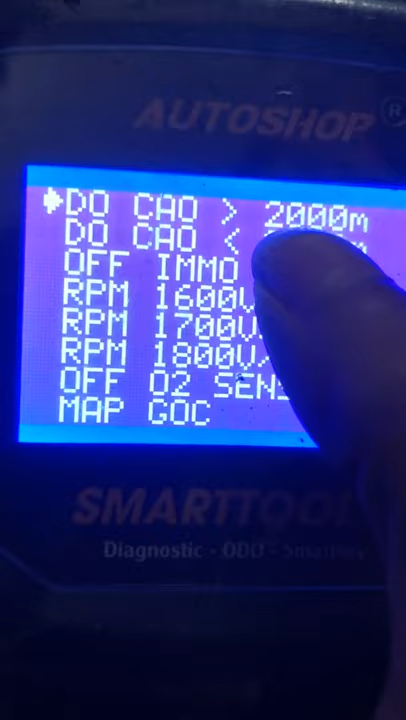 AUTOSHOP ®
DO CAO > 2000m
DO CAO <
OFF IMMO
RPM 1600V
RPM 1700V
RPM 1800V/
OFF O2 SENS
MAP GOC
SMARTTOOL
Diagnostic - ODO - Smartkey